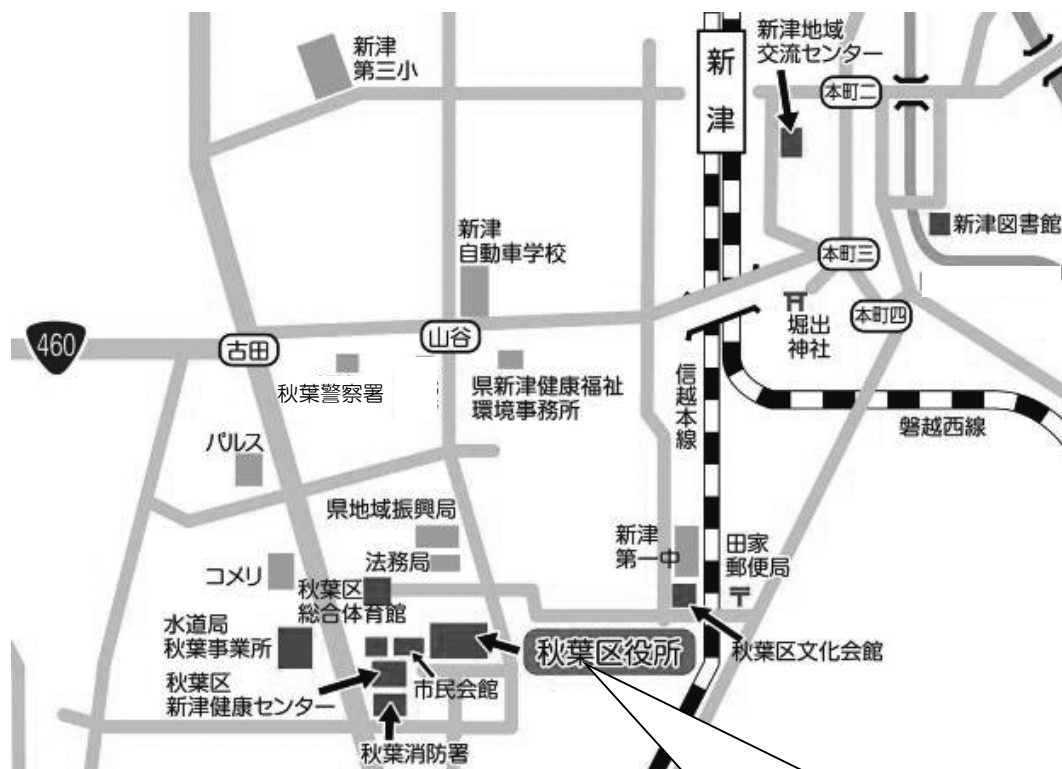 新津
第三小
新津
新津地域
交流センター
本町二
新津図書館
新津
自動車学校
本町三
堀出
神社
本町四
460
古田
山谷
秋葉警察署
県新津健康福祉
環境事務所
信越本線
磐越西線
パルス
県地域振興局
法務局
新津
第一中
田家
郵便局
コメリ
秋葉区
総合体育館
水道局
秋葉事業所
秋葉区役所
秋葉区文化会館
市民会館
秋葉区
新津健康センター
秋葉消防署